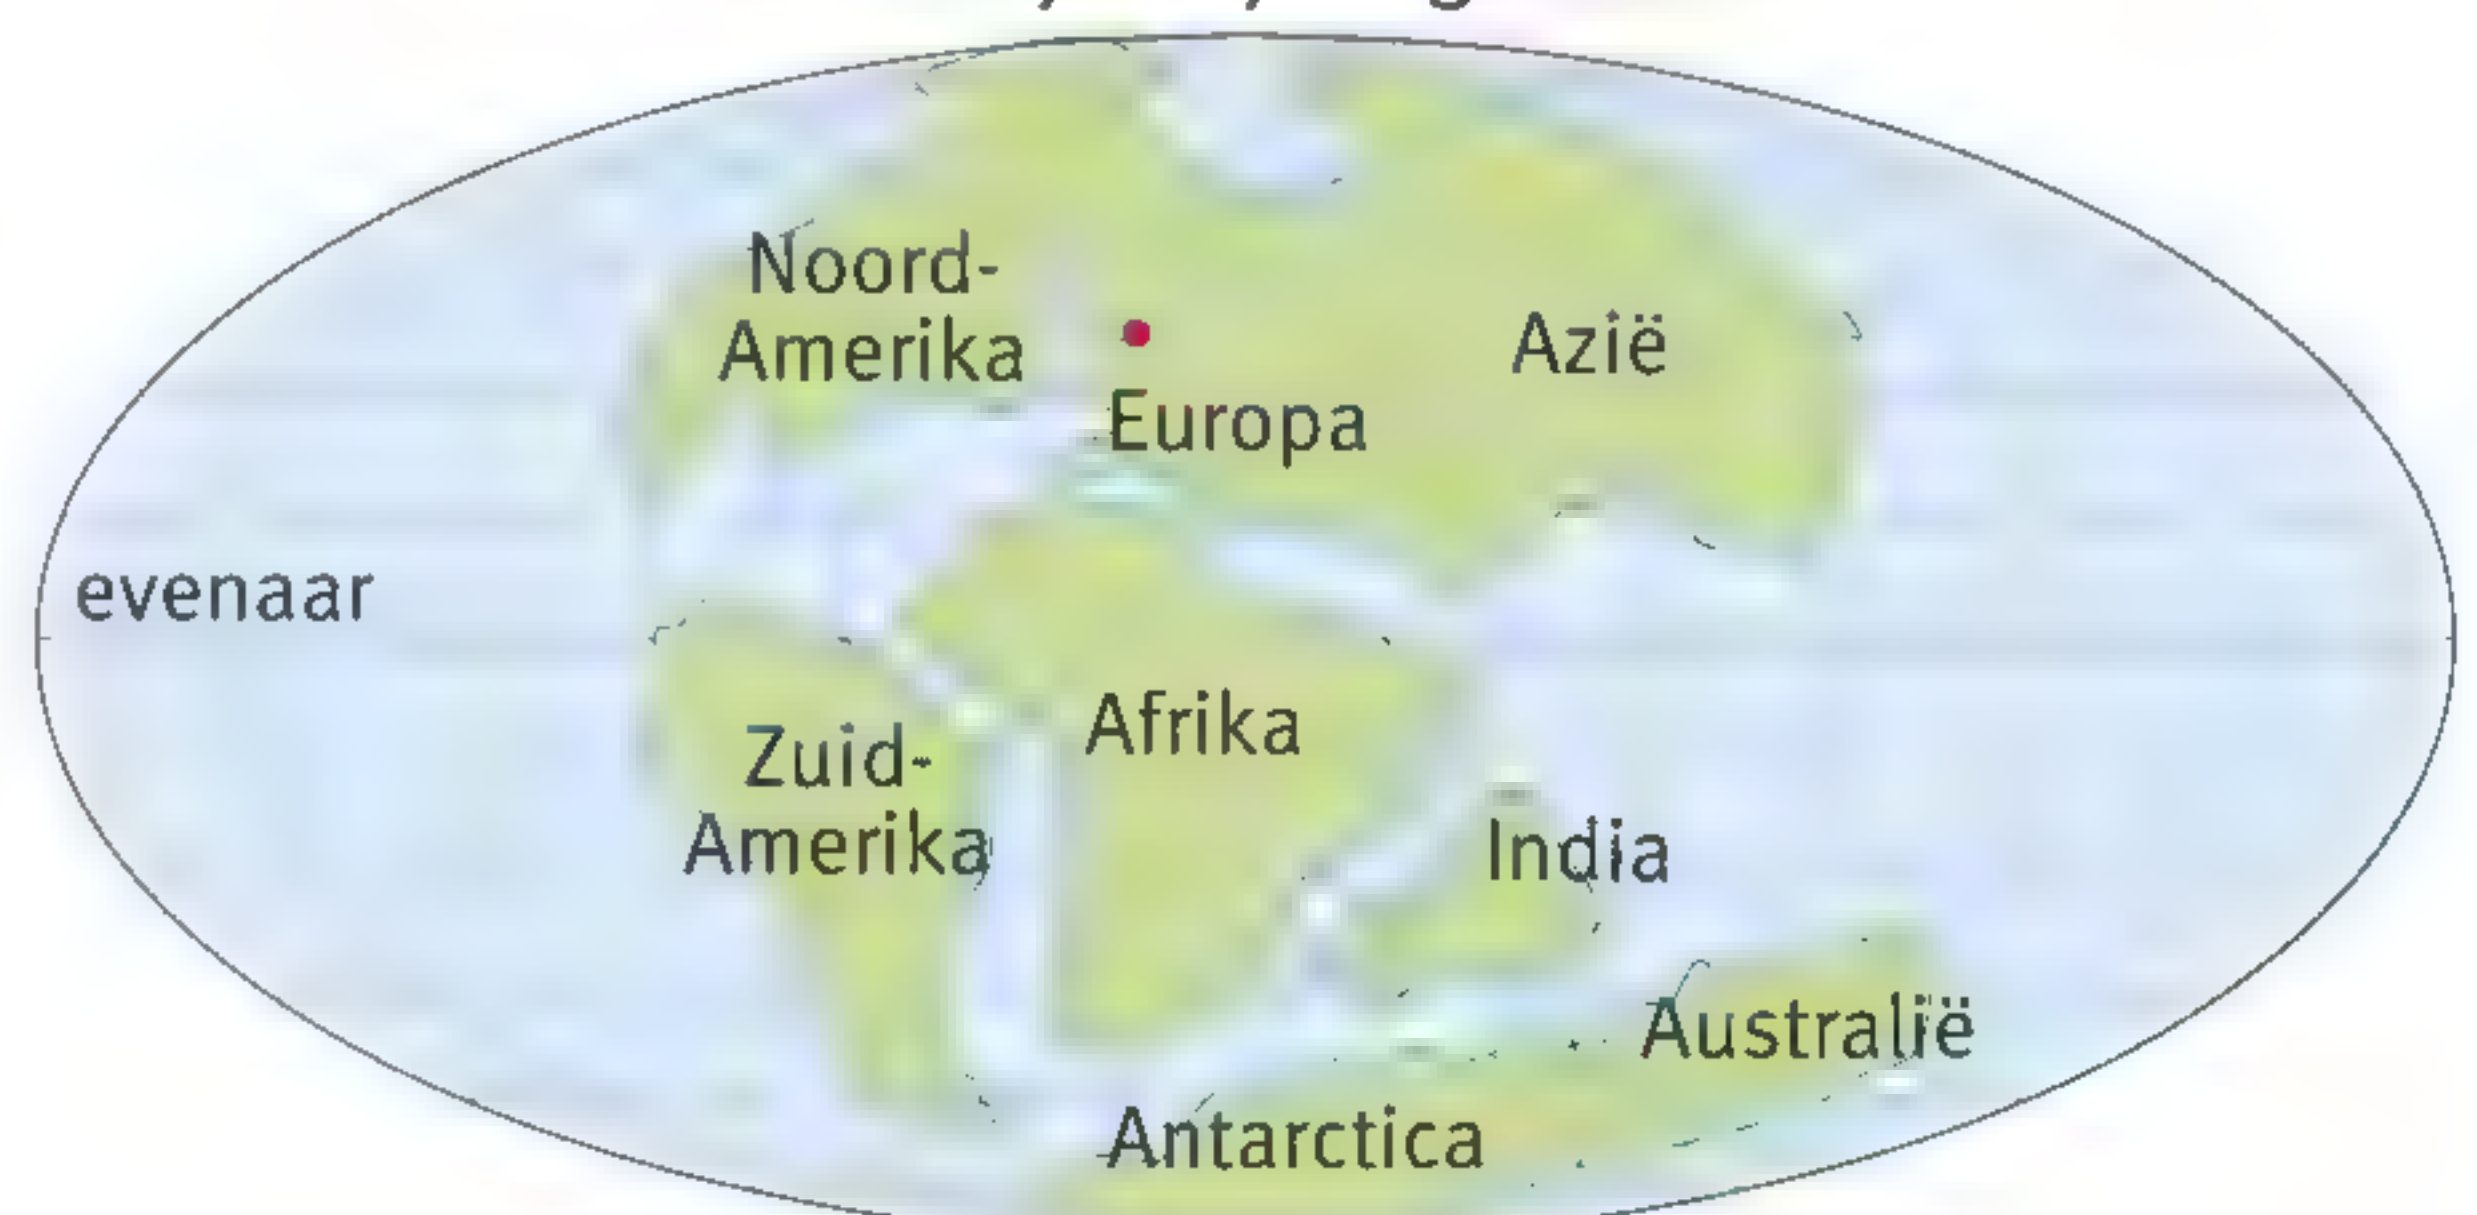 Noord-
Amerika
Europa
Azië
evenaar
Afrika
Zuid-
Amerika
India
Australië
Antarctica